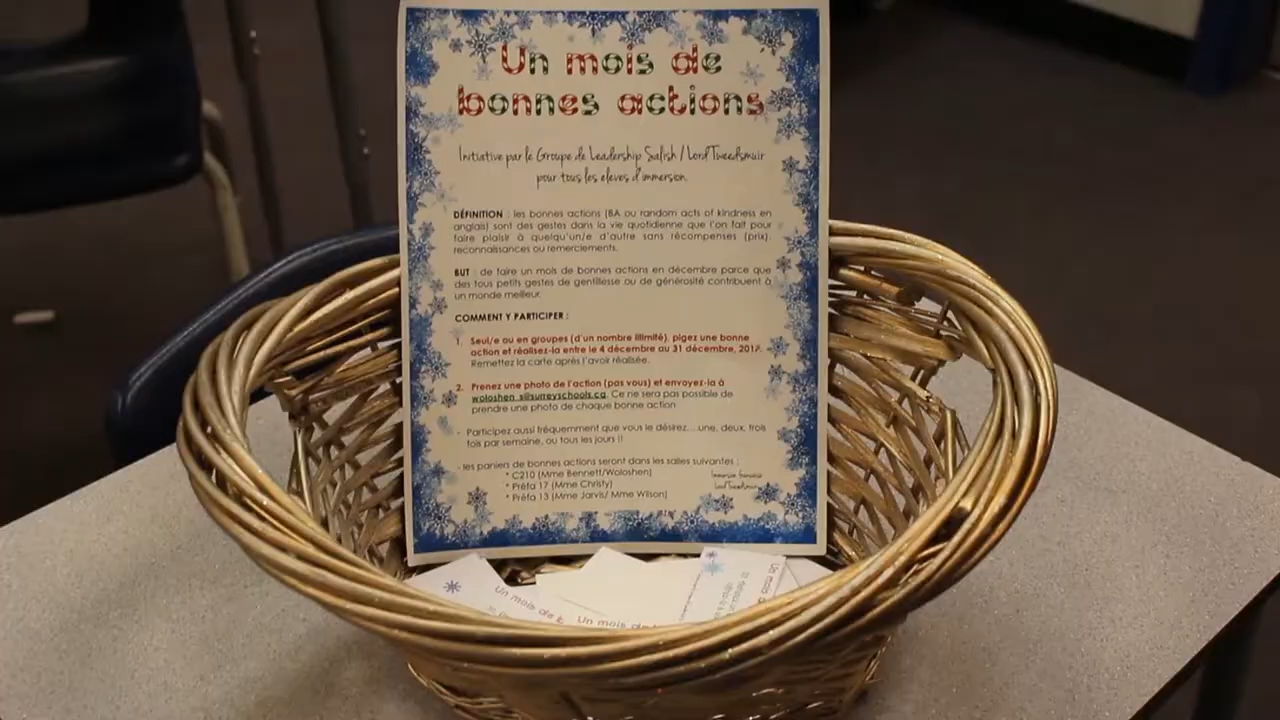 Un mois de
bonnes actions
Initiative par le Groupe de Leadership Salish / Lord Tweedsmuir
pour tous les eleves d'immersion.
DÉFINITION : les bonnes actions (BA ou random acts of kindness en
anglais) sont des gestes dans la vie quotidienne que l'on fait pour
faire plaisir à quelqu'un/e d'autre sans récompenses (prix),
reconnaissances ou remerciements.
BUT : de faire un mois de bonnes actions en décembre parce que
des tous petits gestes de gentillesse ou de générosité contribuent à
un monde meilleur.
COMMENT Y PARTICIPER :
1. Seul/e ou en groupes (d'un nombre illimité), pigez une bonne
action et réalisez-la entre le 4 décembre au 31 décembre, 2017.
Remettez la carte après l'avoir réalisée.
2. Prenez une photo de l'action (pas vous) et envoyez-la à
woloshen_s@surreyschools.ca. Ce ne sera pas possible de
prendre une photo de chaque bonne action
- Participez aussi fréquemment que vous le désirez... une, deux, trois
fois par semaine, ou tous les jours !!
- les paniers de bonnes actions seront dans les salles suivantes :
* C210 (Mme Bennett/Woloshen)
* Préfa 17 (Mme Christy)
* Préfa 13 (Mme Jarvis/ Mme Wilson)
Immersion française
Lord Tweedsmuir
Un mois de
Un mois de
Un mois